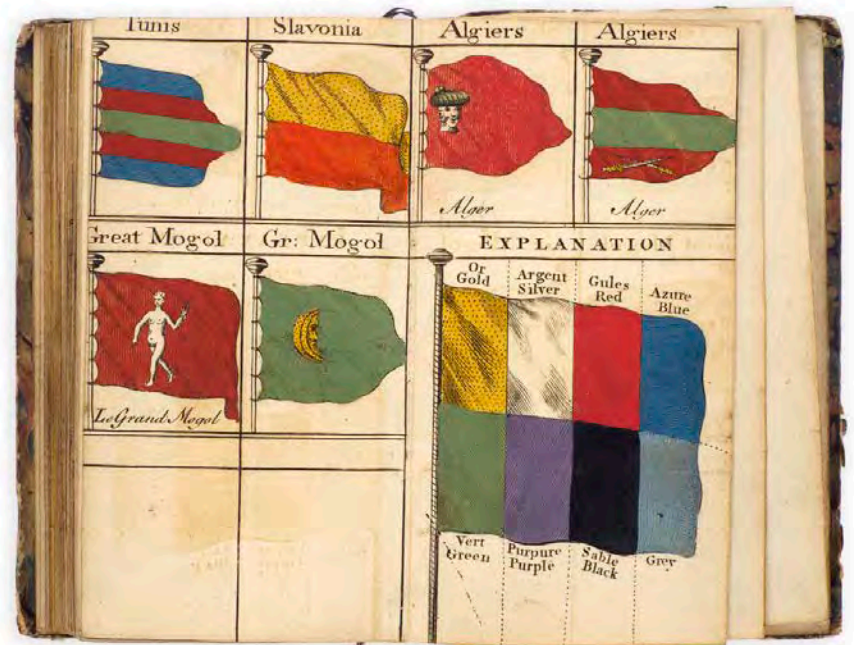 Tunis
Slavonia
Algiers
Algiers
Alger
Alger
Great Mogol
Gr: Mogol
Le Grand Mogol
EXPLANATION
Or
Gold
Argent
Silver
Gules
Red
Azure
Blue
Vert
Green
Purpure
Purple
Sable
Black
Grey